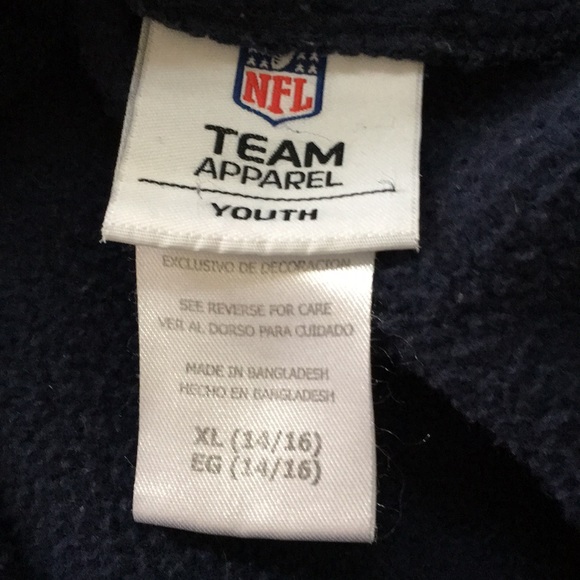 NFL
TEAM
APPAREL
YOUTH
EXCLUSIVO DE DECORACION
SEE REVERSE FOR CARE
VER AL DORSO PARA CUIDADO
MADE IN BANGLADESH
HECHO EN BANGLADESH
XL (14/16)
EG (14/16)